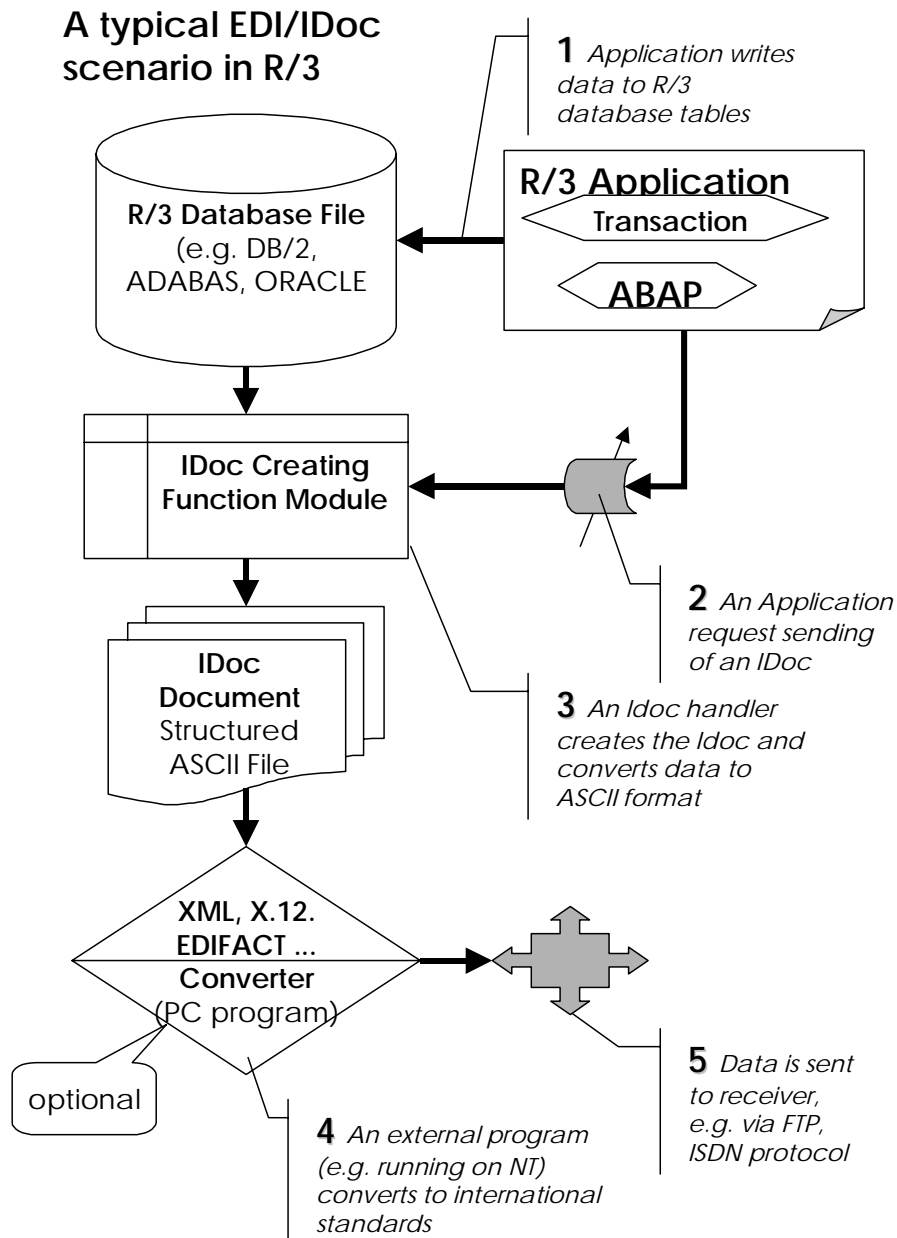 A typical EDI/IDoc
scenario in R/3
1 Application writes
data to R/3
database tables
R/3 Application
Transaction
ABAP
R/3 Database File
(e.g. DB/2,
ADABAS, ORACLE
IDoc Creating
Function Module
2 An Application
request sending
of an IDoc
IDoc
Document
Structured
ASCII File
3 An Idoc handler
creates the Idoc and
converts data to
ASCII format
XML, X.12.
EDIFACT ...
Converter
(PC program)
optional
4 An external program
(e.g. running on NT)
converts to international
standards
5 Data is sent
to receiver,
e.g. via FTP,
ISDN protocol